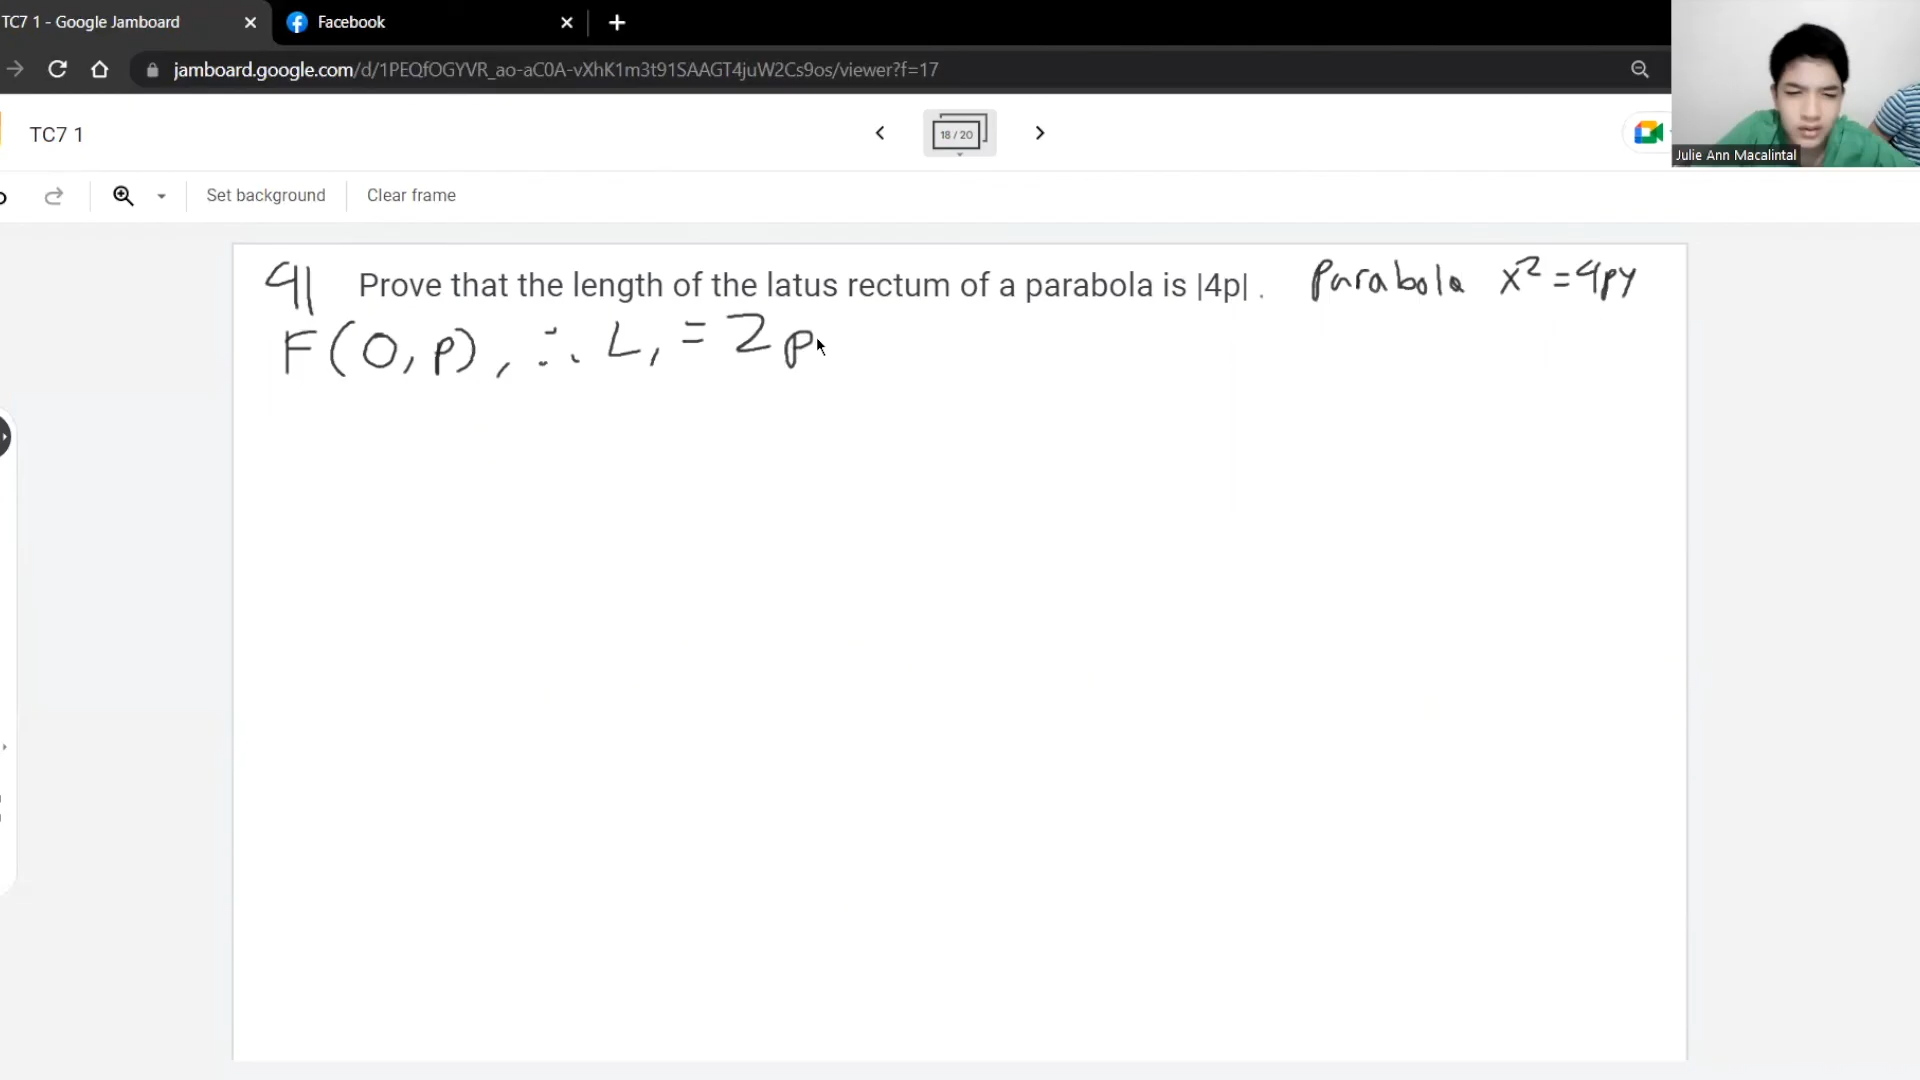 TC7 1 - Google Jamboard
Facebook
jamboard.google.com/d/1PEQfOGYVR_ao-aC0A-vXhK1m3t91SAAGT4juW2Cs9os/viewer?f=17
TC7 1
18 / 20
Julie Ann Macalintal
Set background
Clear frame
91 Prove that the length of the latus rectum of a parabola is |4p| . Parabola x² = 4py
F(0, p), ∴ L, = 2p